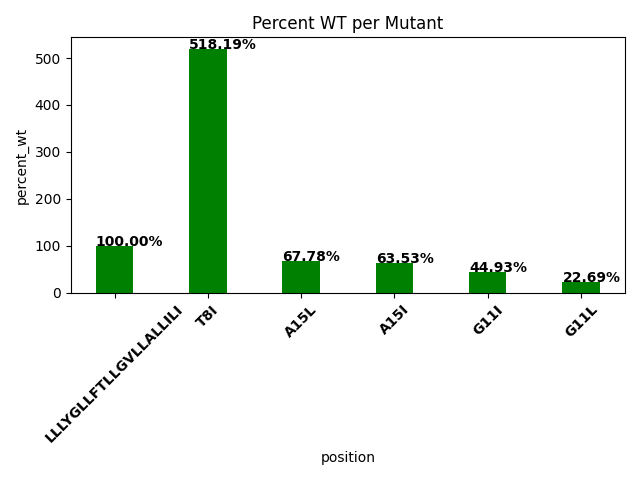 Percent WT per Mutant
percent_wt
500
400
300
200
100
0
100.00%
518.19%
67.78%
63.53%
44.93%
22.69%
LLLYGLLFTLLGVLLALLILI
T8I
A15L
A15I
G11I
G11L
position